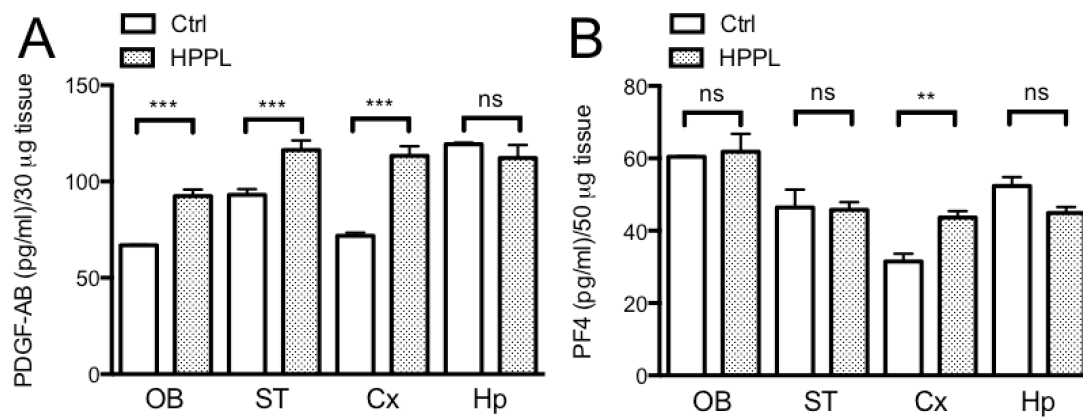 A
Ctrl
HPPL
PDGF-AB (pg/ml)/30 µg tissue
150
100
50
0
***
***
***
ns
OB ST Cx Hp
B
Ctrl
HPPL
PF4 (pg/ml)/50 µg tissue
80
60
40
20
0
ns
ns
**
ns
OB ST Cx Hp